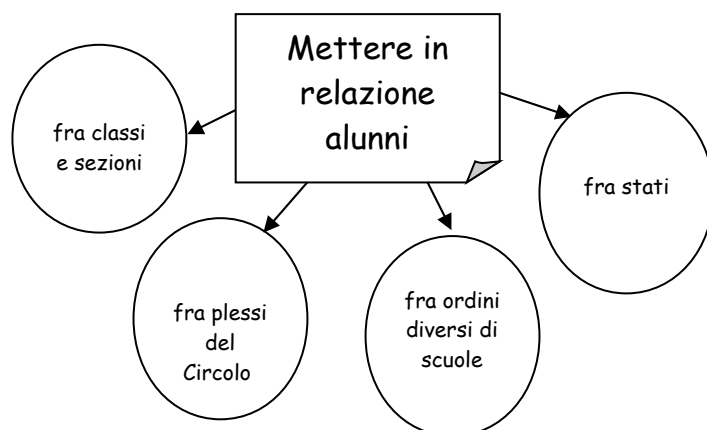 Mettere in
relazione
alunni
fra classi
e sezioni
fra plessi
del
Circolo
fra ordini
diversi di
scuole
fra stati